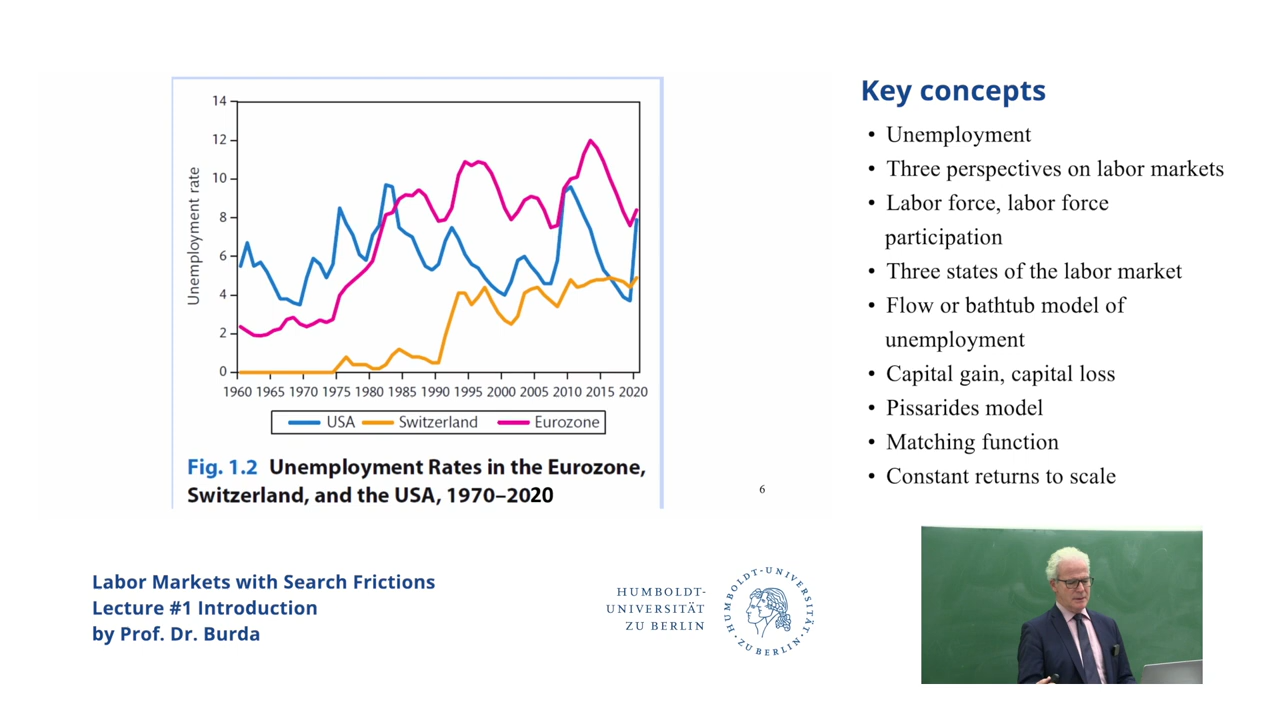 14
12
10
8
6
4
2
0
Unemployment rate
1960 1965 1970 1975 1980 1985 1990 1995 2000 2005 2010 2015 2020
USA Switzerland Eurozone
Fig. 1.2 Unemployment Rates in the Eurozone,
Switzerland, and the USA, 1970–2020
6
Key concepts
• Unemployment
• Three perspectives on labor markets
• Labor force, labor force
participation
• Three states of the labor market
• Flow or bathtub model of
unemployment
• Capital gain, capital loss
• Pissarides model
• Matching function
• Constant returns to scale
Labor Markets with Search Frictions
Lecture #1 Introduction
by Prof. Dr. Burda
HUMBOLDT-
UNIVERSITÄT
ZU BERLIN
HUMBOLDT-UNIVERSITÄT
ZU BERLIN